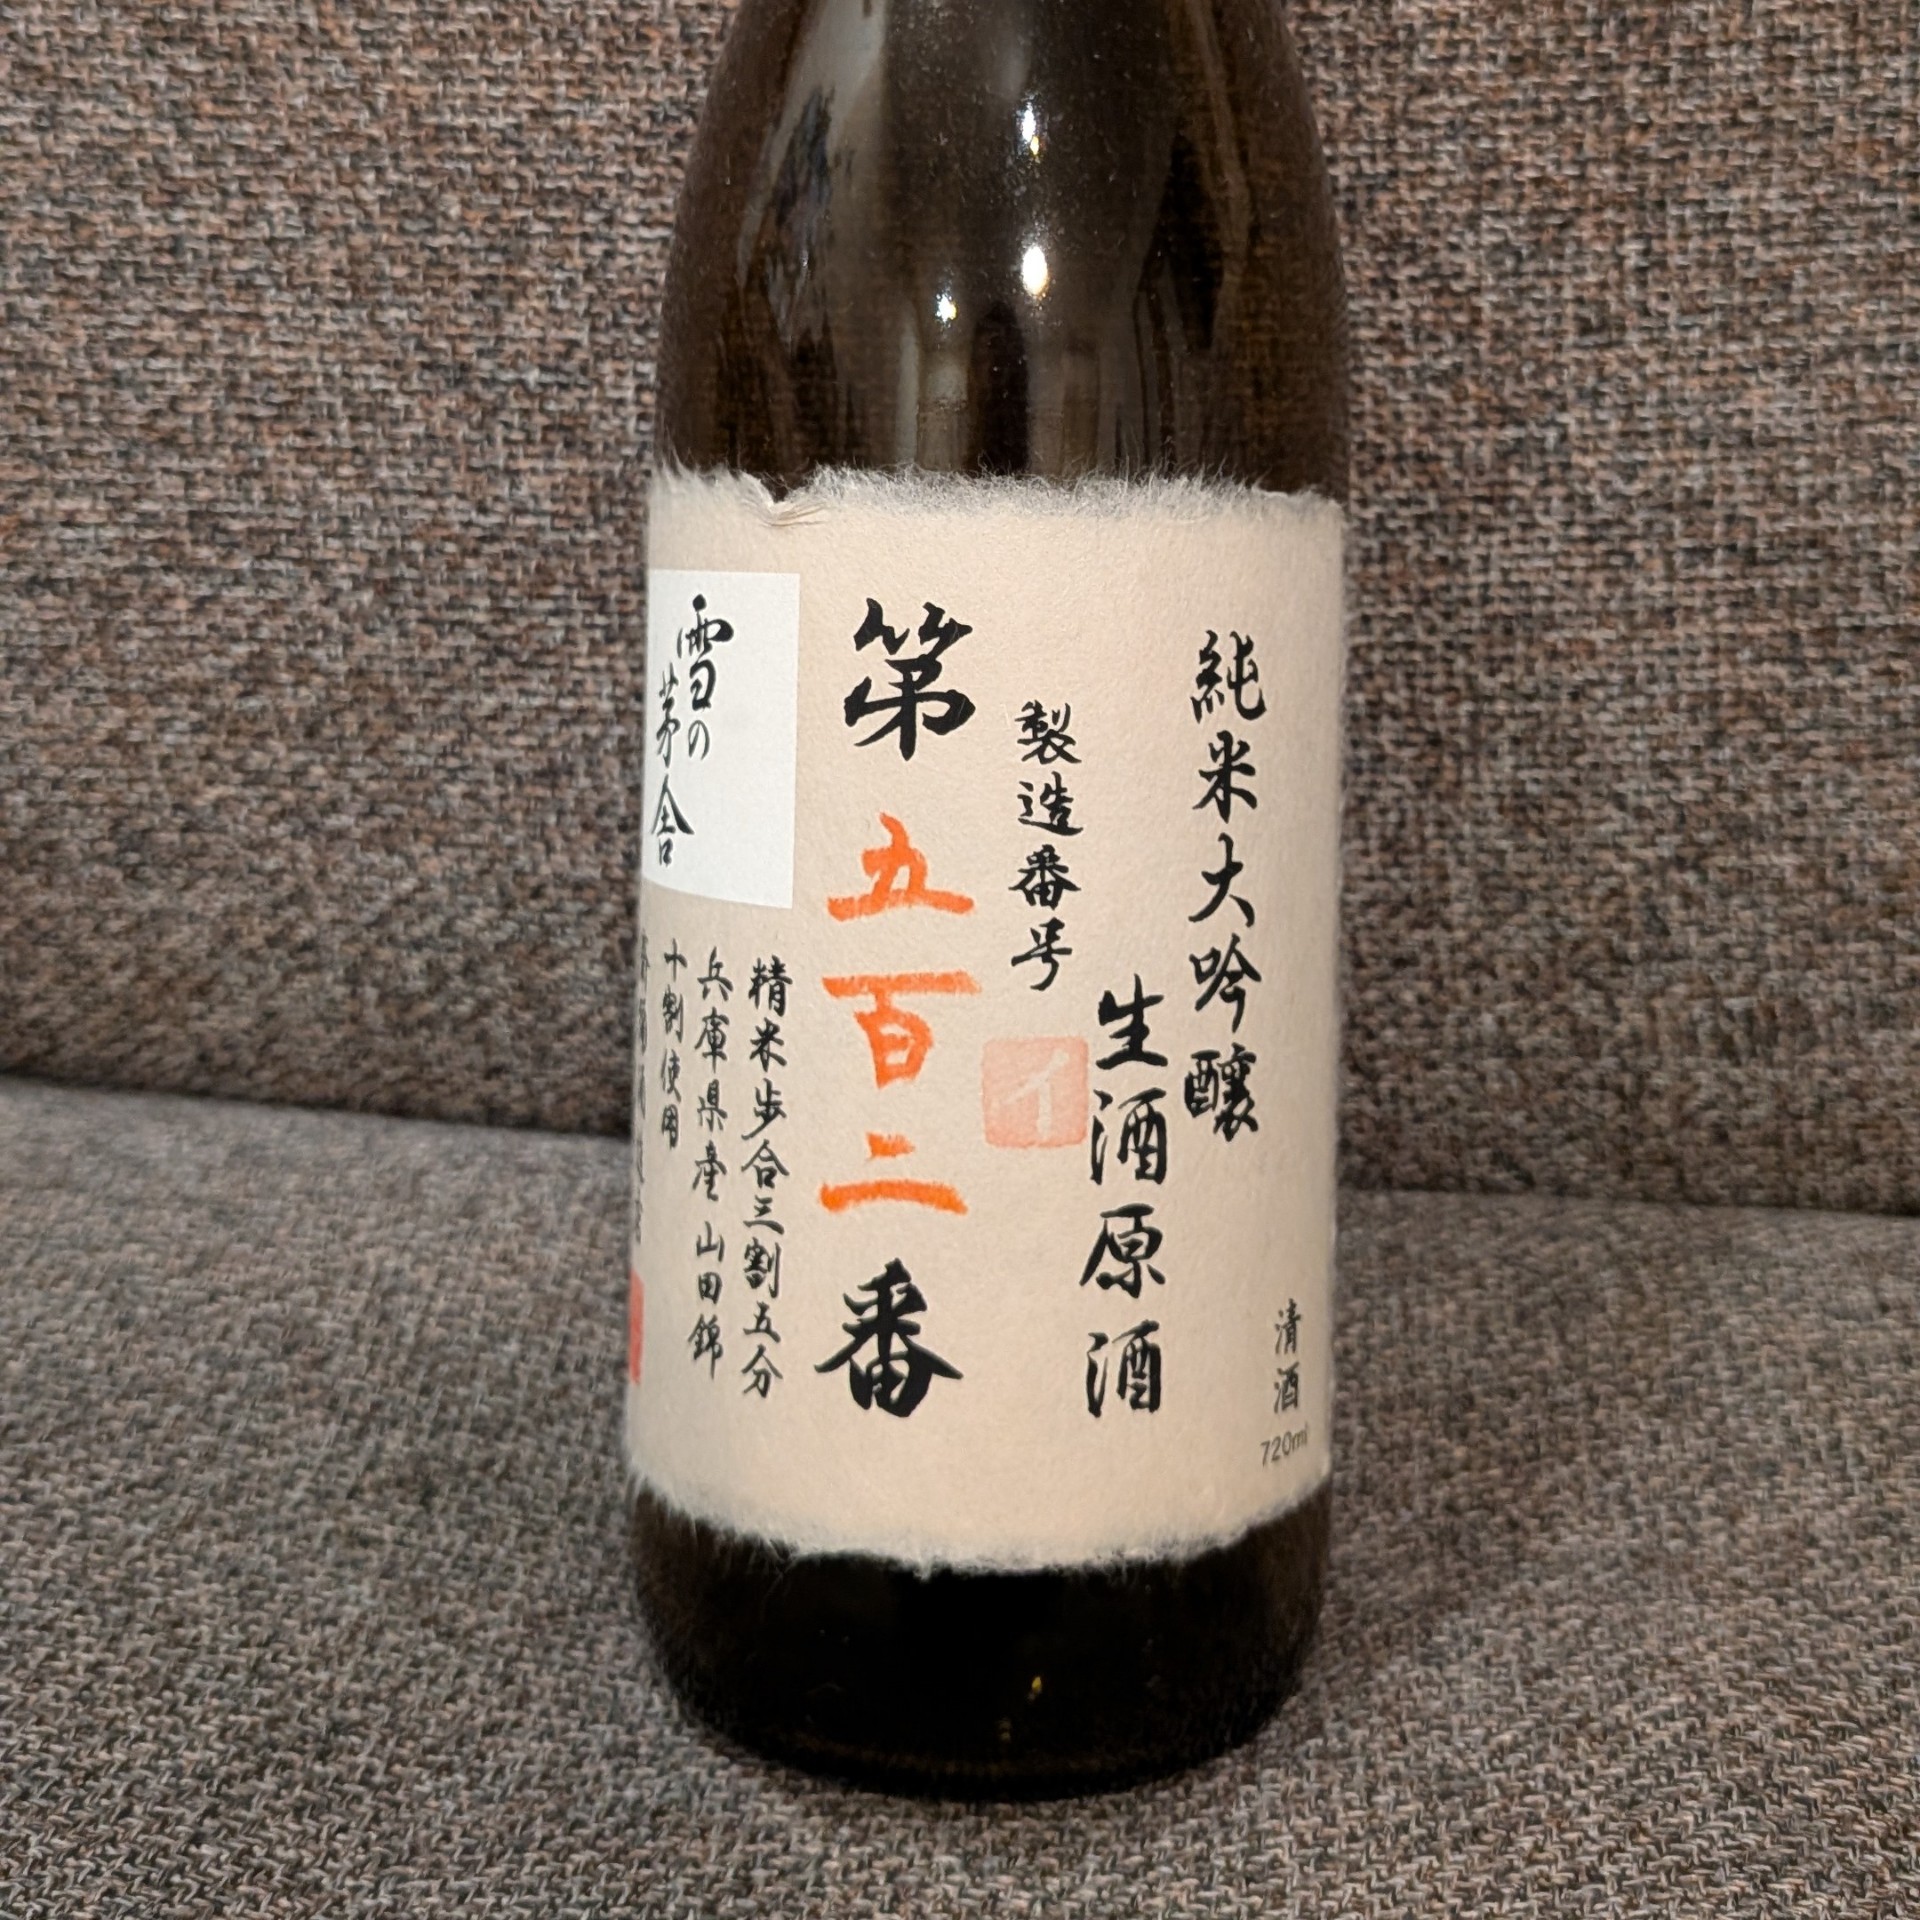 純米大吟醸
生酒原酒
清酒
720ml
製造番号
イ
第五百二番
精米歩合三割五分
兵庫県産山田錦
十割使用
雪の
茅舎